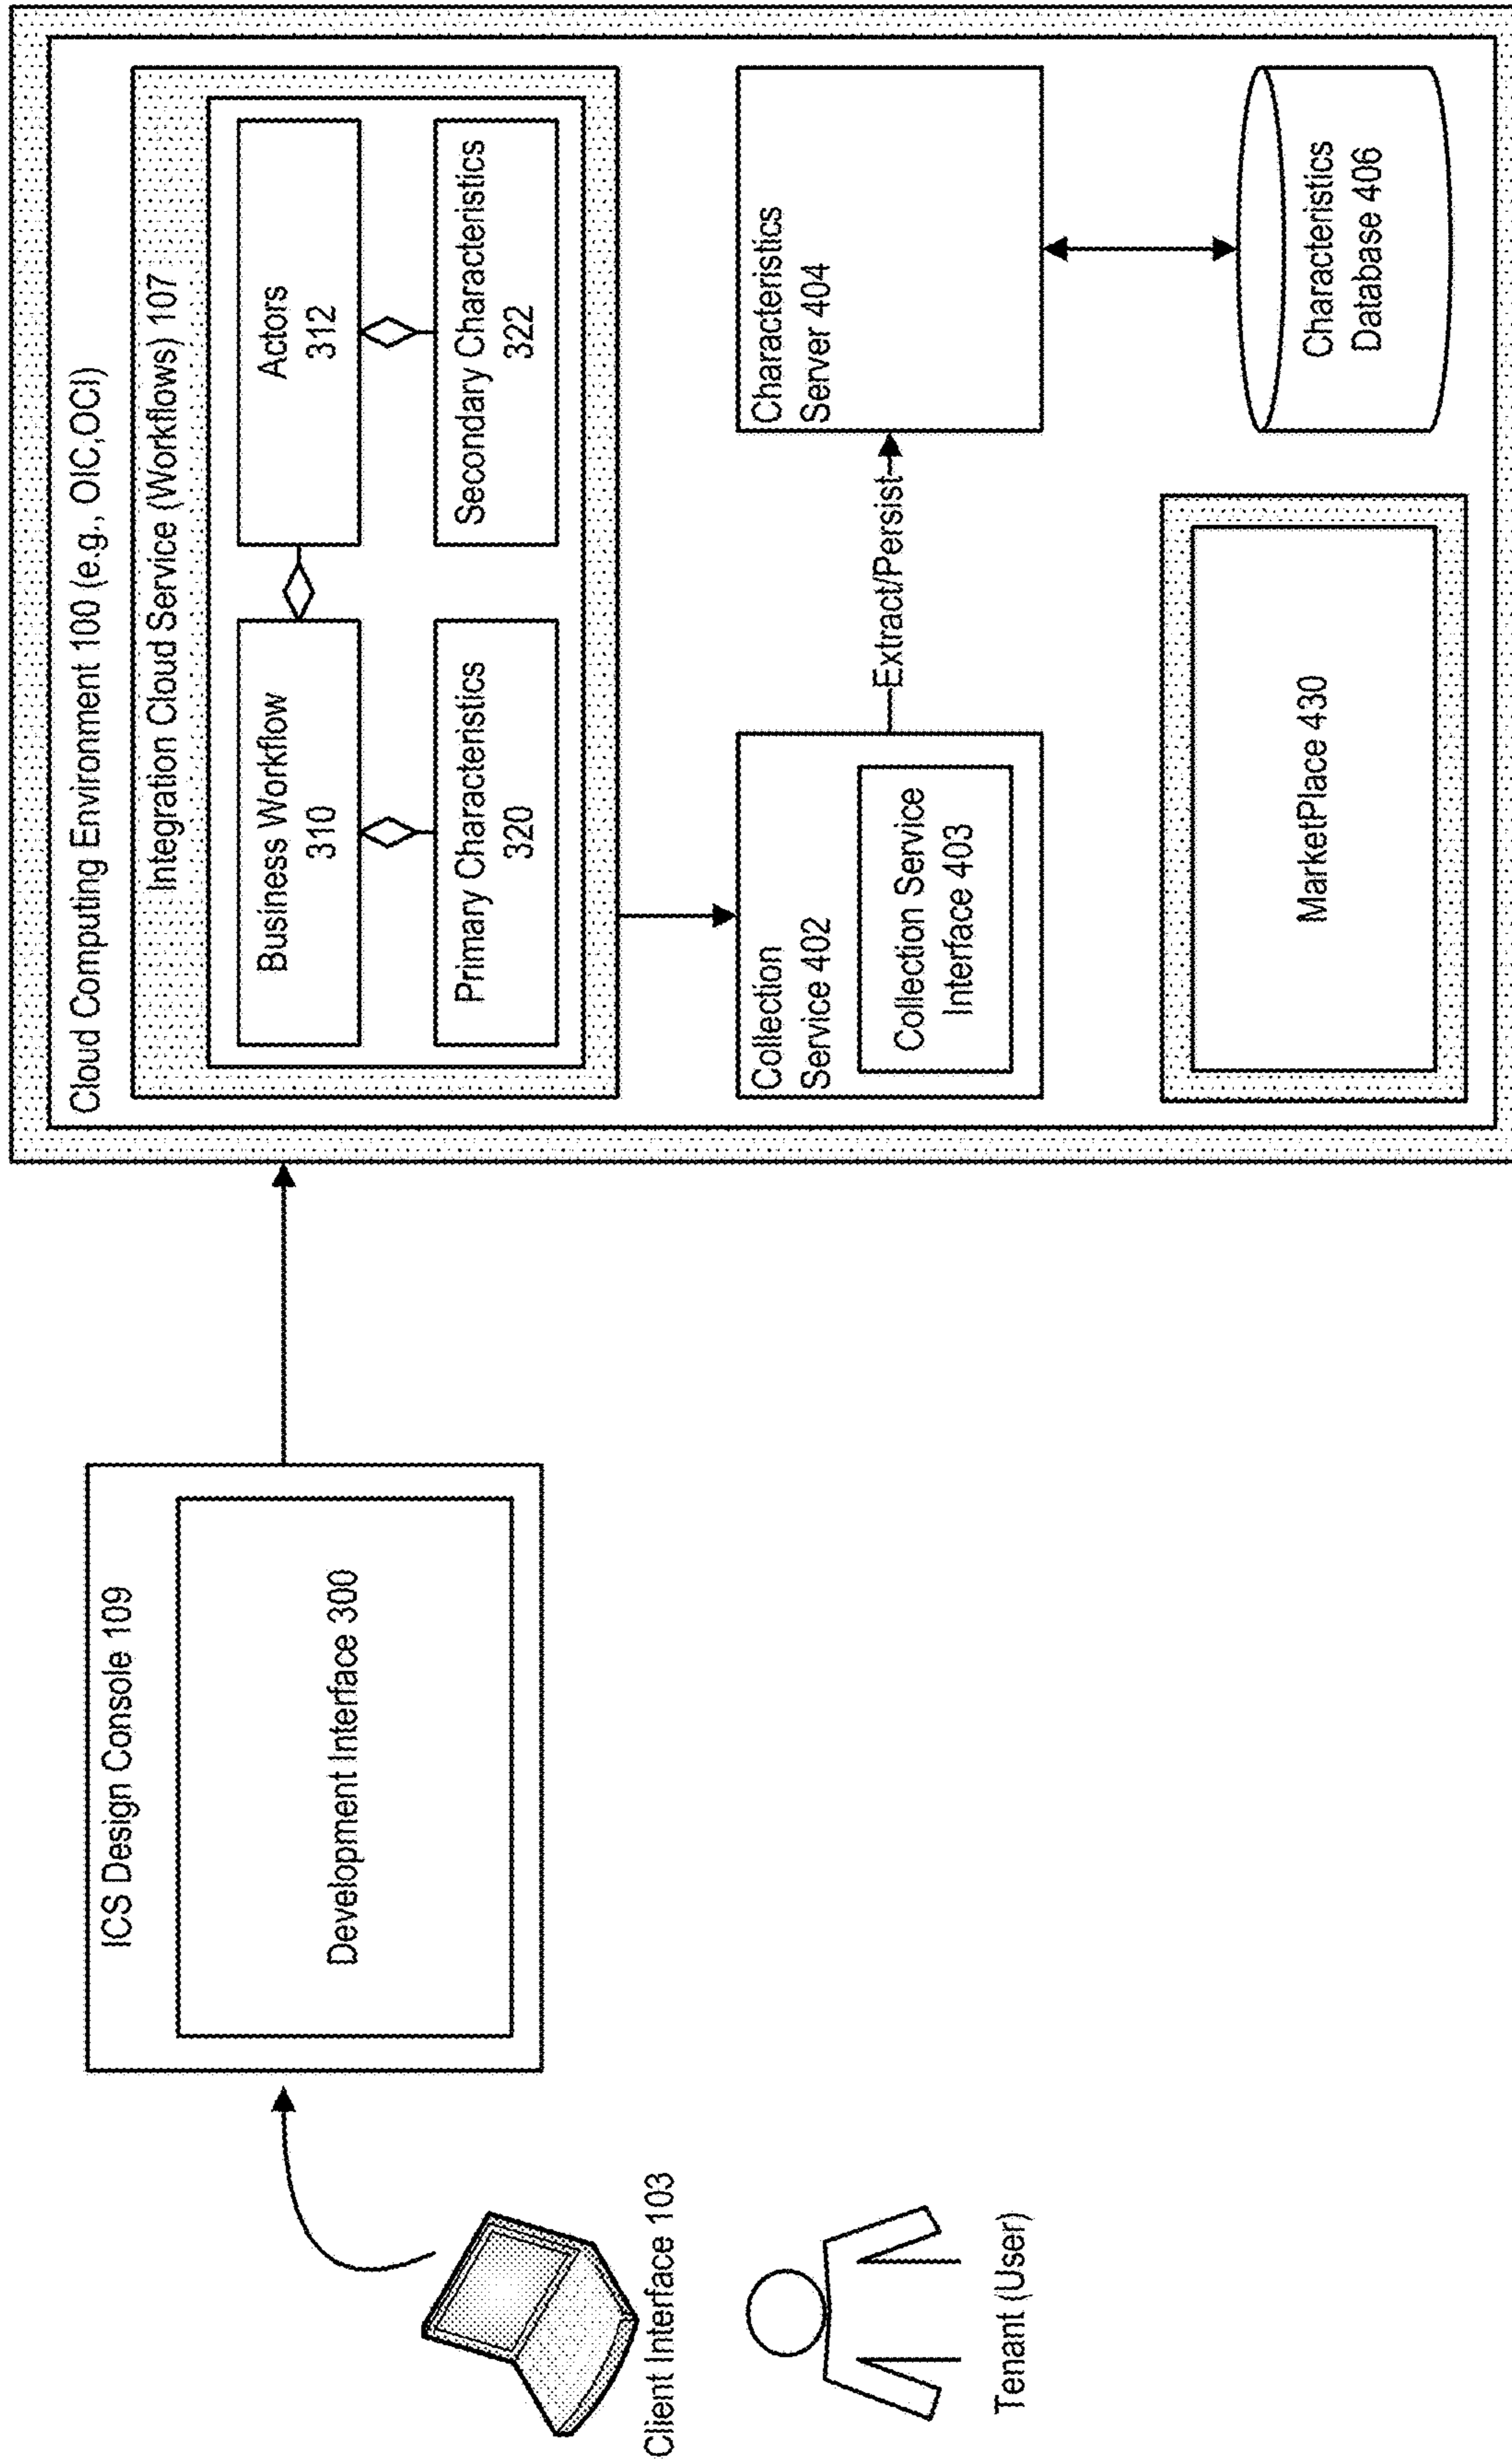 Client Interface 103
Tenant (User)
ICS Design Console 109
Development Interface 300
Cloud Computing Environment 100 (e.g., OIC,OCI)
Integration Cloud Service (Workflows) 107
Business Workflow
310
Actors
312
Primary Characteristics
320
Secondary Characteristics
322
Collection
Service 402
Collection Service
Interface 403
Extract/Persist
Characteristics
Server 404
MarketPlace 430
Characteristics
Database 406